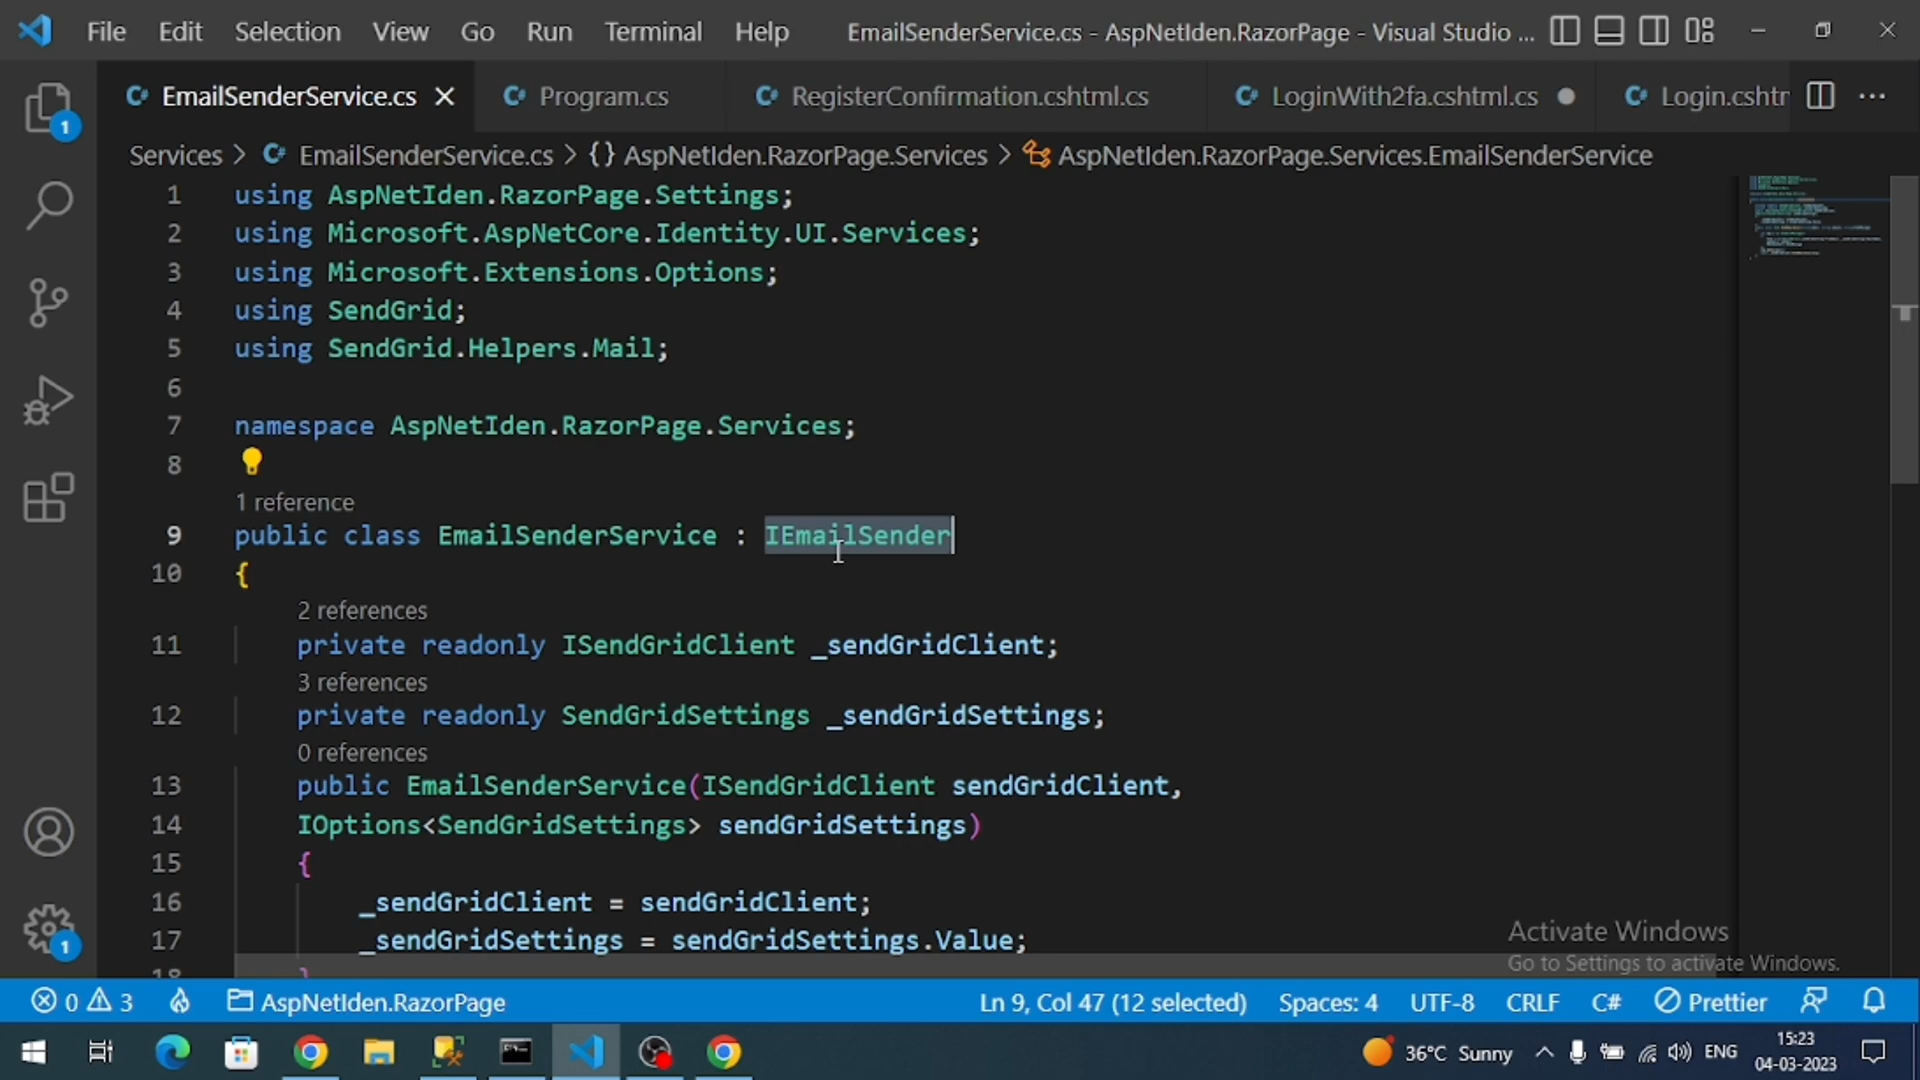 File Edit Selection View Go Run Terminal Help EmailSenderService.cs - AspNetIden.RazorPage - Visual Studio ...
EmailSenderService.cs Program.cs RegisterConfirmation.cshtml.cs LoginWith2fa.cshtml.cs Login.cshtr
Services > EmailSenderService.cs > {} AspNetIden.RazorPage.Services > AspNetIden.RazorPage.Services.EmailSenderService
1 using AspNetIden.RazorPage.Settings;
2 using Microsoft.AspNetCore.Identity.UI.Services;
3 using Microsoft.Extensions.Options;
4 using SendGrid;
5 using SendGrid.Helpers.Mail;
6
7 namespace AspNetIden.RazorPage.Services;
8
1 reference
9 public class EmailSenderService : IEmailSender
10 {
2 references
11 private readonly ISendGridClient _sendGridClient;
3 references
12 private readonly SendGridSettings _sendGridSettings;
0 references
13 public EmailSenderService(ISendGridClient sendGridClient,
14 IOptions<SendGridSettings> sendGridSettings)
15 {
16 _sendGridClient = sendGridClient;
17 _sendGridSettings = sendGridSettings.Value;
18 }
Activate Windows
Go to Settings to activate Windows.
1
1
0 3 AspNetIden.RazorPage Ln 9, Col 47 (12 selected) Spaces: 4 UTF-8 CRLF C# Prettier
36°C Sunny ENG 15:23
04-03-2023